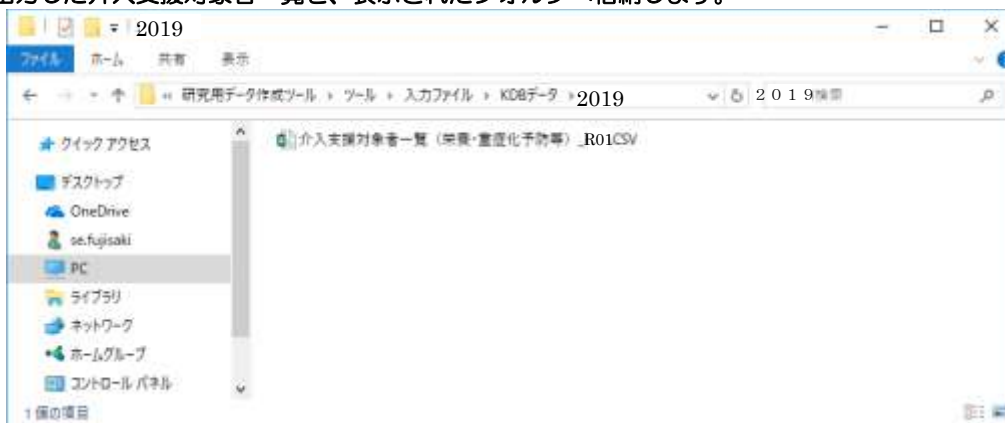 出力した介入支援対象者一覧を、表示されたフォルダへ格納します。
2019
ファイル ホーム 共有 表示
« 研究用データ作成ツール › ツール › 入力ファイル › KDBデータ › 2019
2019検索
クイック アクセス
介入支援対象者一覧（栄養・重症化予防等）_R01CSV
デスクトップ
OneDrive
se.fujisaki
PC
ライブラリ
ネットワーク
ホームグループ
コントロール パネル
1 個の項目